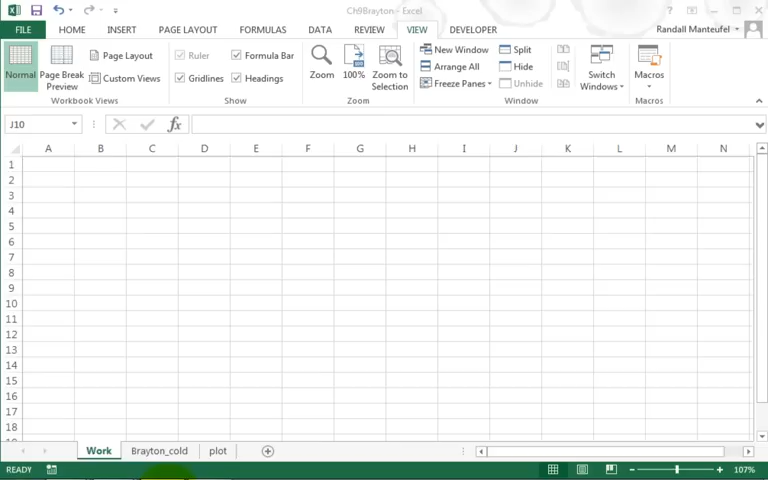 Ch9Brayton - Excel
FILE HOME INSERT PAGE LAYOUT FORMULAS DATA REVIEW VIEW DEVELOPER Randall Manteufel
Normal
Page Break Preview
Page Layout
Custom Views
Workbook Views
Ruler
Formula Bar
Gridlines
Headings
Show
Zoom
100%
Zoom to Selection
Zoom
New Window
Arrange All
Freeze Panes
Split
Hide
Unhide
Switch Windows
Window
Macros
Macros
J10
fx
A B C D E F G H I J K L M N
1
2
3
4
5
6
7
8
9
10
11
12
13
14
15
16
17
18
Work Brayton_cold plot
READY 107%